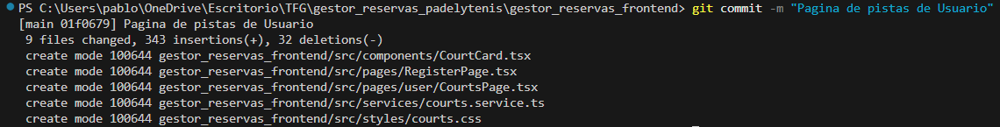 PS C:\Users\pablo\OneDrive\Escritorio\TFG\gestor_reservas_padelytenis\gestor_reservas_frontend> git commit -m "Pagina de pistas de Usuario"
[main 01f0679] Pagina de pistas de Usuario
 9 files changed, 343 insertions(+), 32 deletions(-)
 create mode 100644 gestor_reservas_frontend/src/components/CourtCard.tsx
 create mode 100644 gestor_reservas_frontend/src/pages/RegisterPage.tsx
 create mode 100644 gestor_reservas_frontend/src/pages/user/CourtsPage.tsx
 create mode 100644 gestor_reservas_frontend/src/services/courts.service.ts
 create mode 100644 gestor_reservas_frontend/src/styles/courts.css